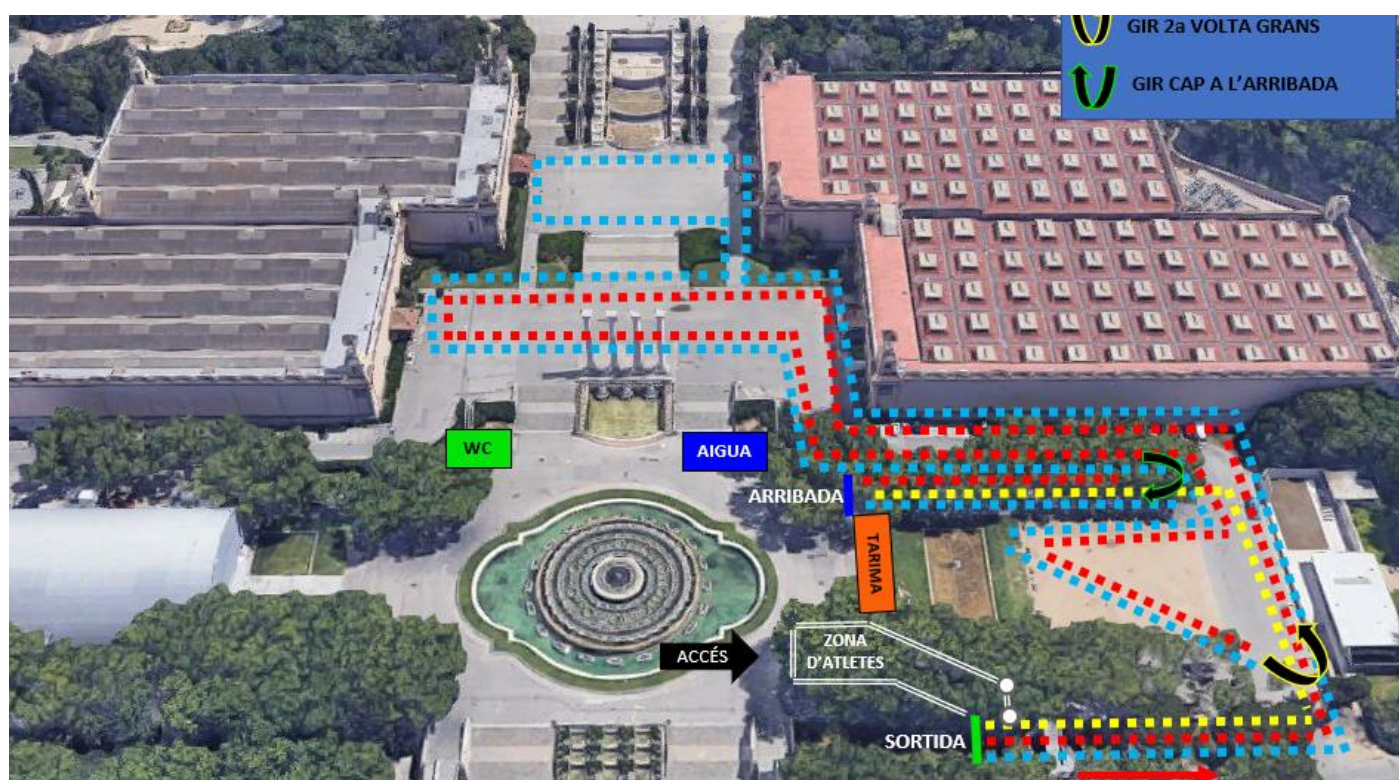 GIR 2a VOLTA GRANS
GIR CAP A L'ARRIBADA
WC
AIGUA
ARRIBADA
TARIMA
ZONA
D'ATLETES
ACCÉS
SORTIDA